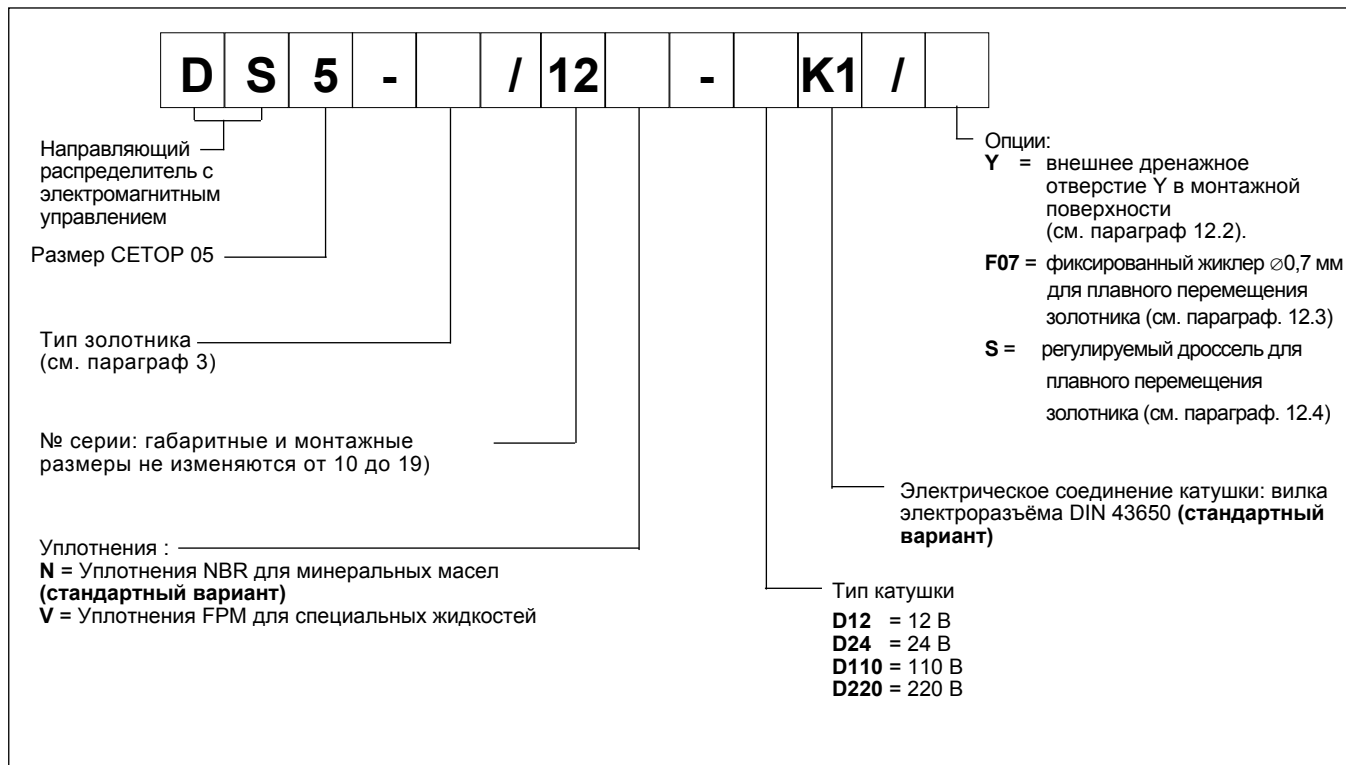 D S 5 - / 12 - K1 /
Направляющий
распределитель с
электромагнитным
управлением
Размер CETOP 05
Тип золотника
(см. параграф 3)
№ серии: габаритные и монтажные
размеры не изменяются от 10 до 19)
Уплотнения :
N = Уплотнения NBR для минеральных масел
(стандартный вариант)
V = Уплотнения FPM для специальных жидкостей
Опции:
Y = внешнее дренажное
отверстие Y в монтажной
поверхности
(см. параграф 12.2).
F07 = фиксированный жиклер ∅0,7 мм
для плавного перемещения
золотника (см. параграф. 12.3)
S = регулируемый дроссель для
плавного перемещения
золотника (см. параграф. 12.4)
Электрическое соединение катушки: вилка
электроразъёма DIN 43650 (стандартный
вариант)
Тип катушки
D12 = 12 В
D24 = 24 В
D110 = 110 В
D220 = 220 В